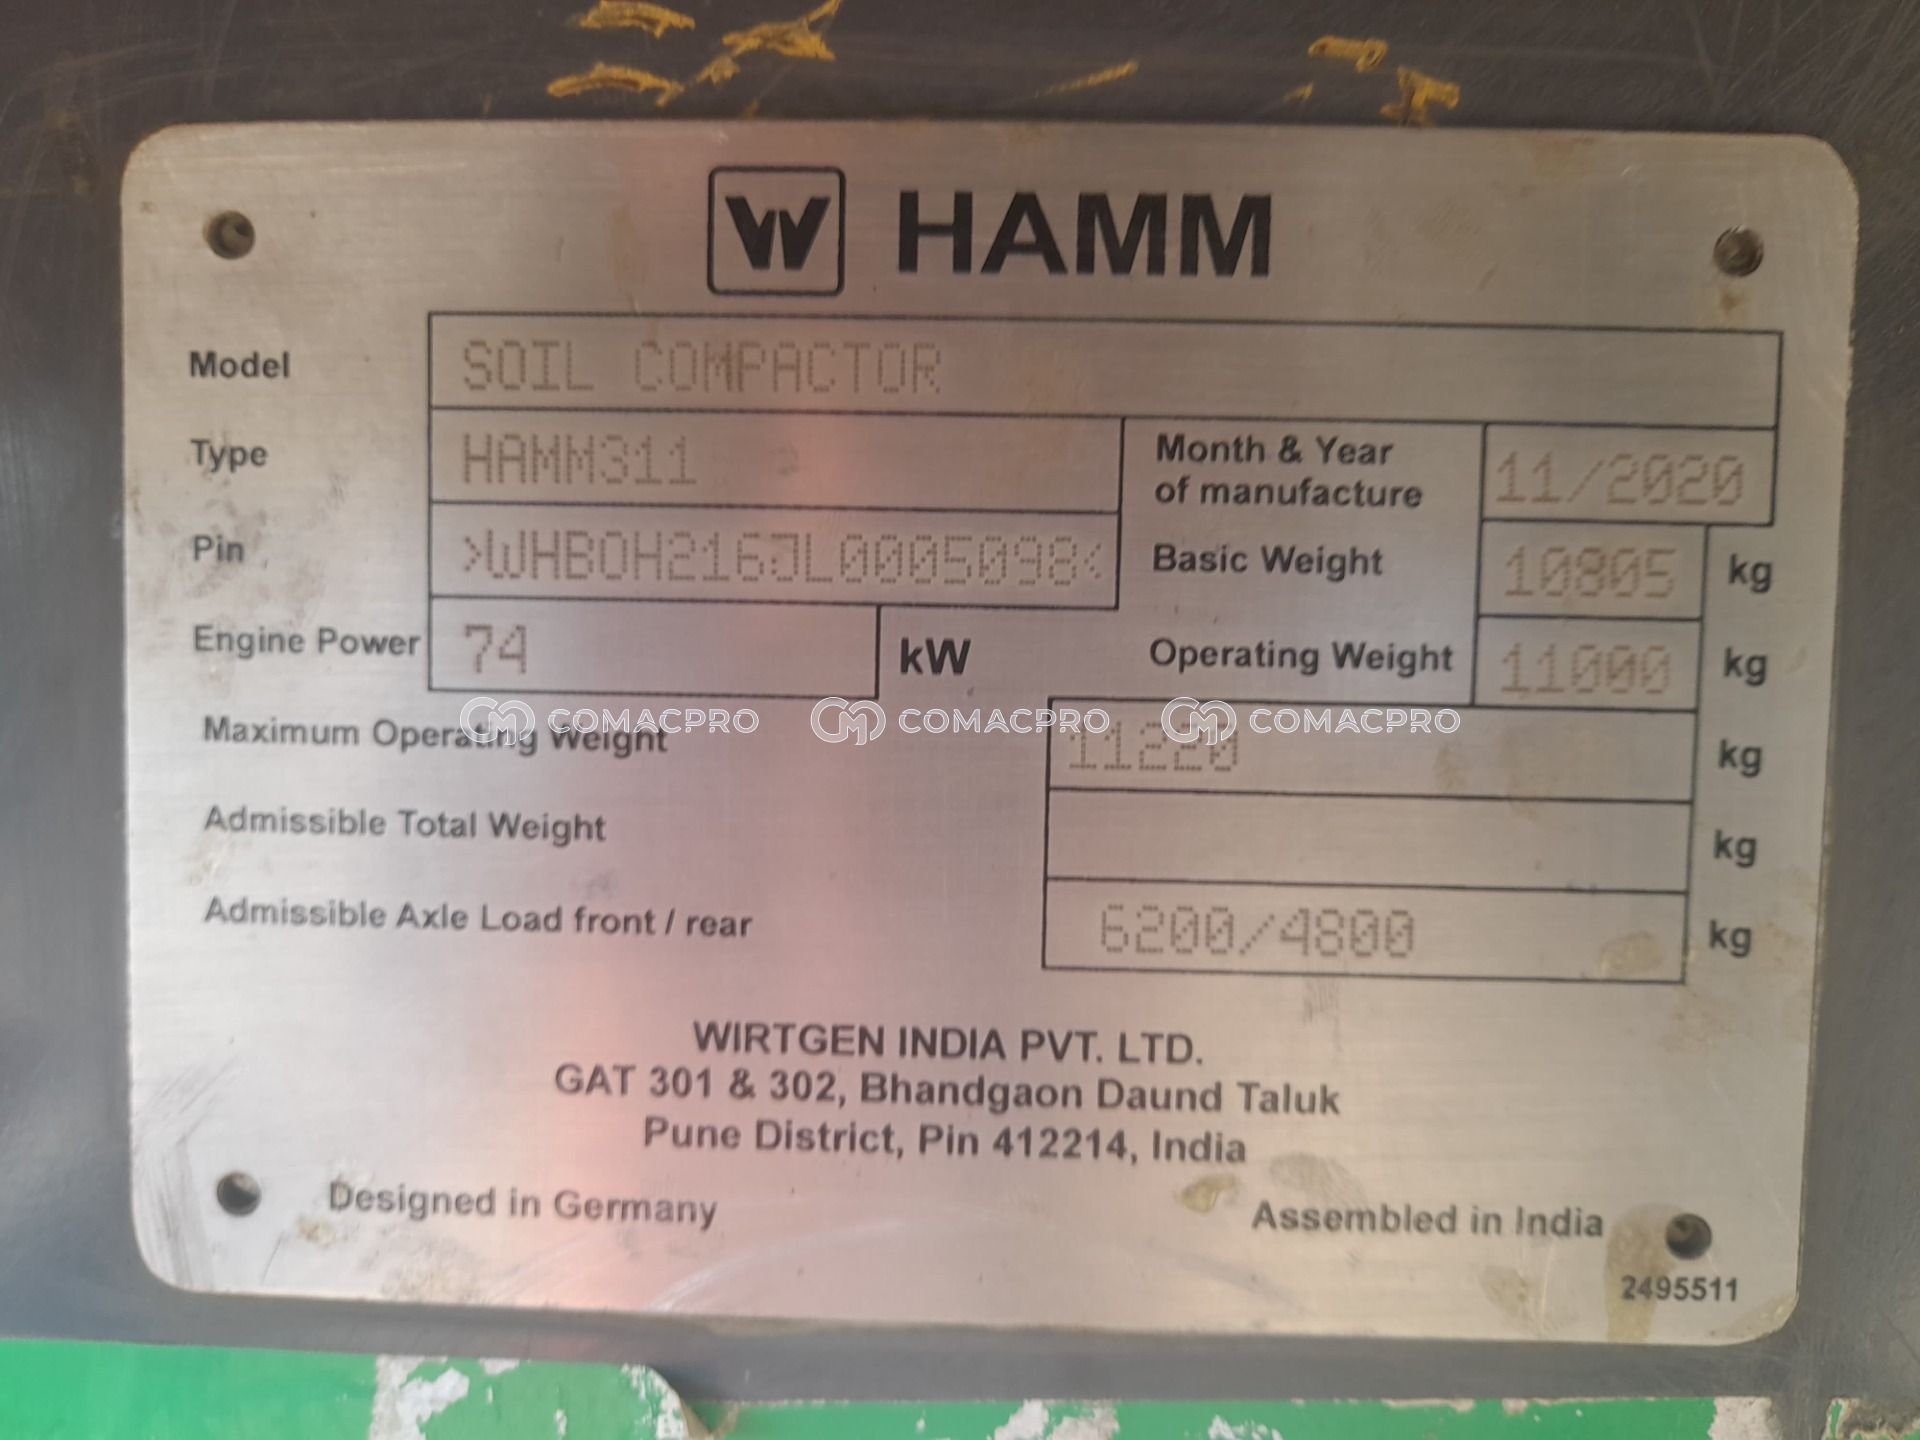 W HAMM
Model SOIL COMPACTOR
Type HAMM311
Month & Year of manufacture 11/2020
Pin >WHB0H216JL0005098<
Basic Weight 10805 kg
Engine Power 74 kW
Operating Weight 11000 kg
Maximum Operating Weight 11220 kg
COMACPRO COMACPRO COMACPRO
Admissible Total Weight kg
Admissible Axle Load front / rear 6200/4800 kg
WIRTGEN INDIA PVT. LTD.
GAT 301 & 302, Bhandgaon Daund Taluk
Pune District, Pin 412214, India
Designed in Germany Assembled in India
2495511